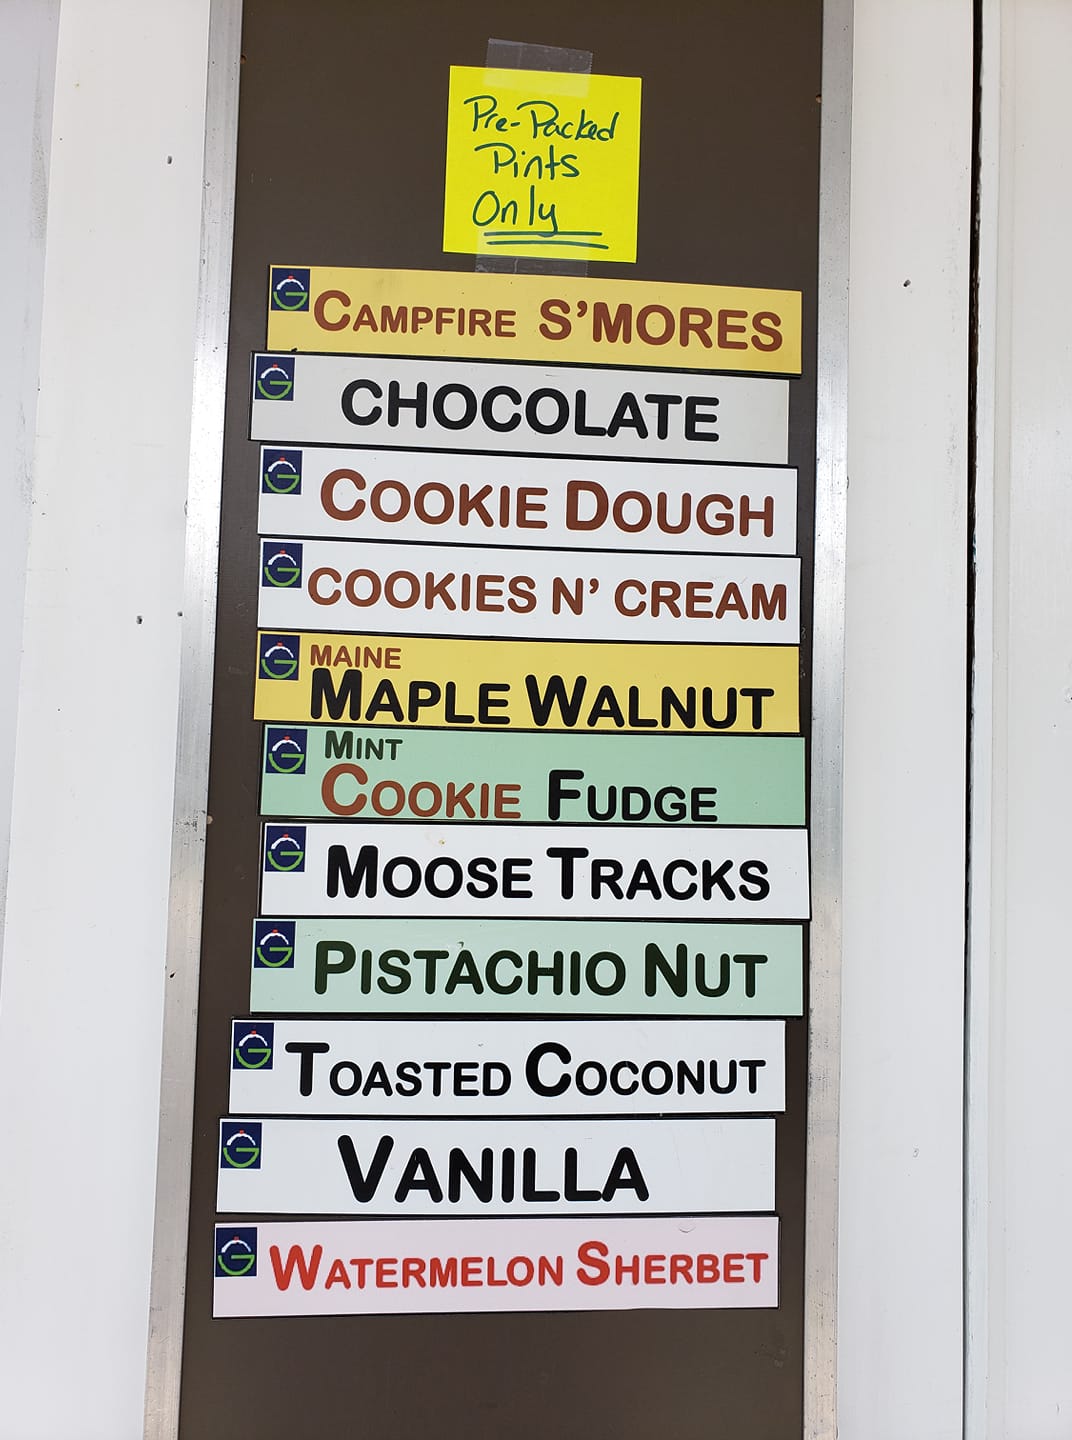 Pre-Packed
Pints
Only
CAMPFIRE S'MORES
CHOCOLATE
COOKIE DOUGH
COOKIES N' CREAM
MAINE
MAPLE WALNUT
MINT
COOKIE FUDGE
MOOSE TRACKS
PISTACHIO NUT
TOASTED COCONUT
VANILLA
WATERMELON SHERBET